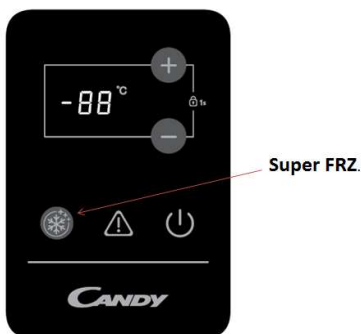 +
-88 °C
1s
−
Super FRZ.
CANDY